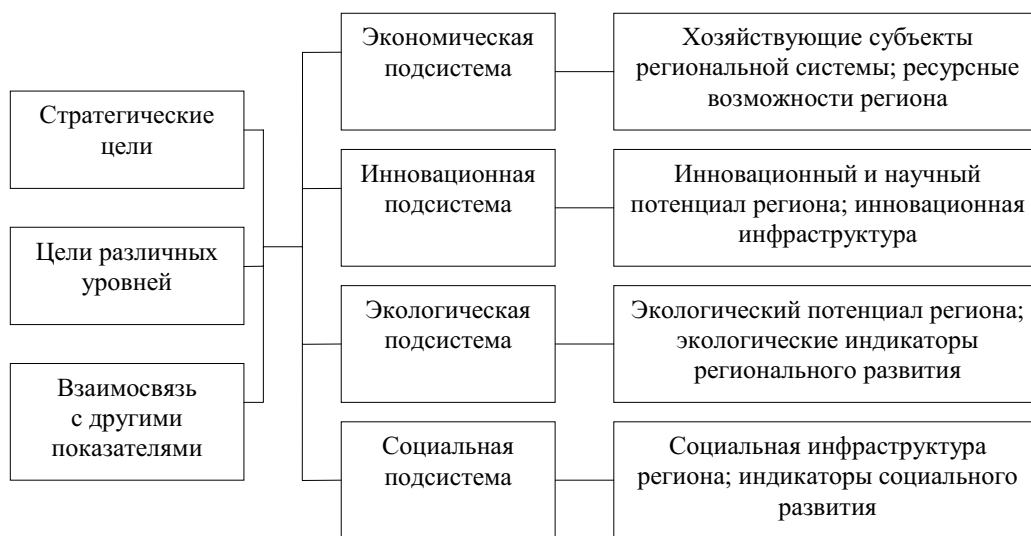 Стратегические
цели
Цели различных
уровней
Взаимосвязь
с другими
показателями
Экономическая
подсистема
Инновационная
подсистема
Экологическая
подсистема
Социальная
подсистема
Хозяйствующие субъекты
региональной системы; ресурсные
возможности региона
Инновационный и научный
потенциал региона; инновационная
инфраструктура
Экологический потенциал региона;
экологические индикаторы
регионального развития
Социальная инфраструктура
региона; индикаторы социального
развития